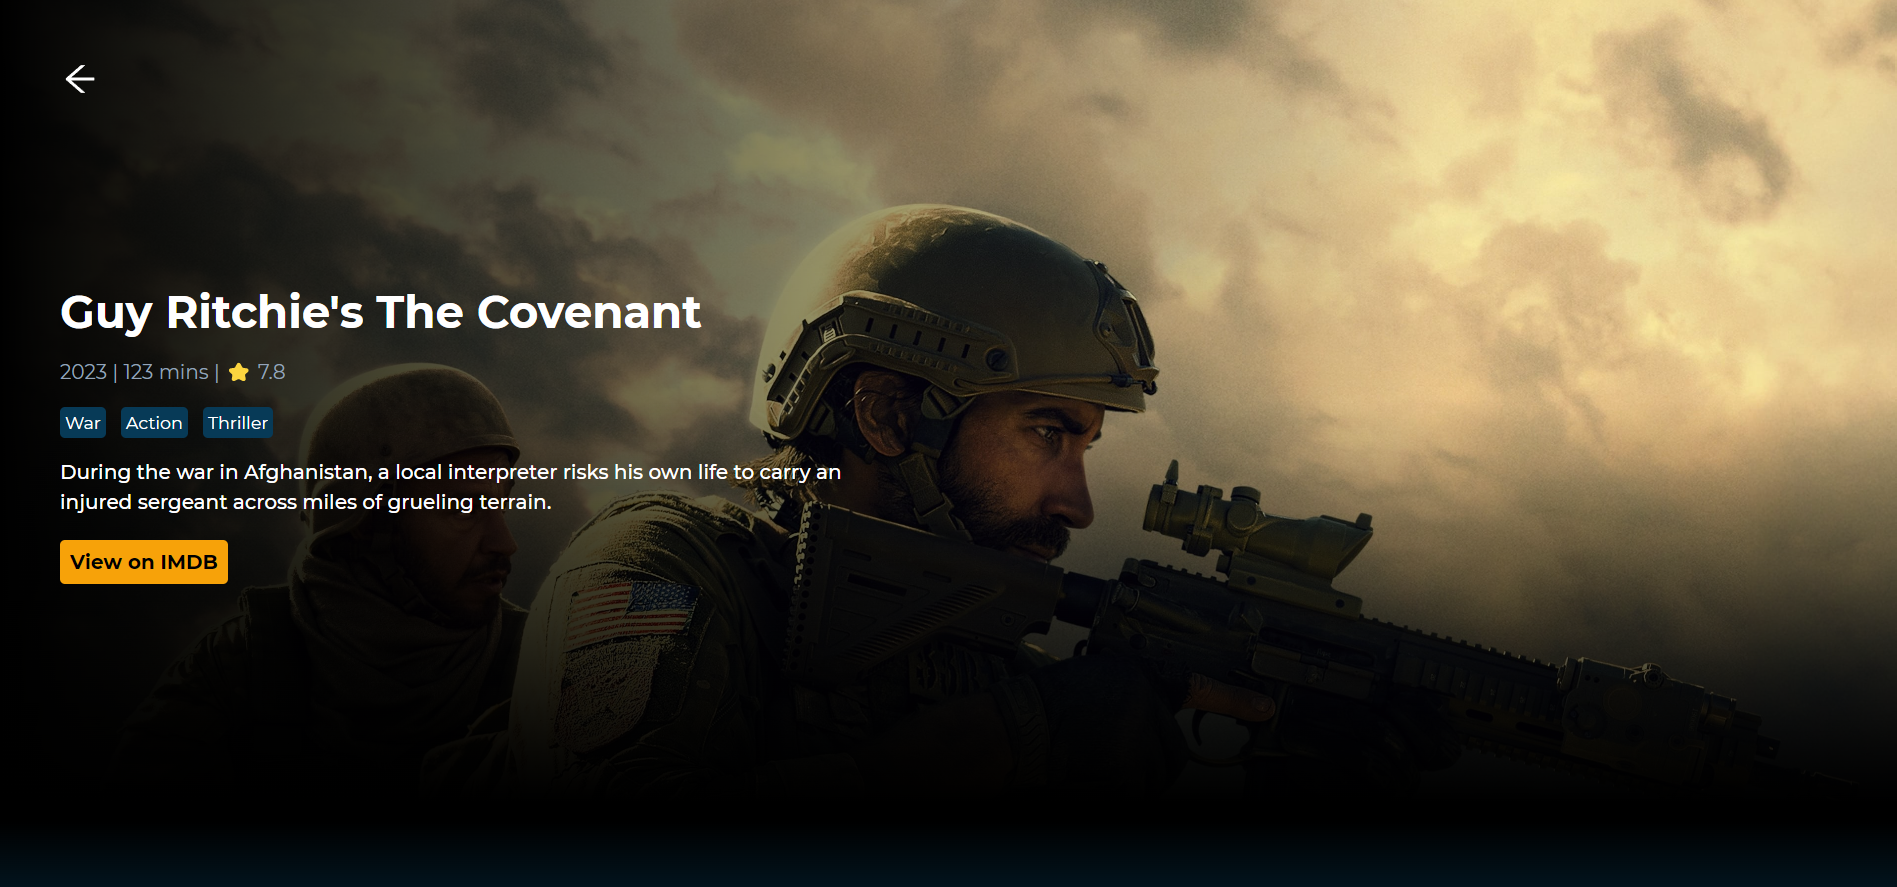 Guy Ritchie's The Covenant
2023 | 123 mins | 7.8
War Action Thriller
During the war in Afghanistan, a local interpreter risks his own life to carry an
injured sergeant across miles of grueling terrain.
View on IMDB